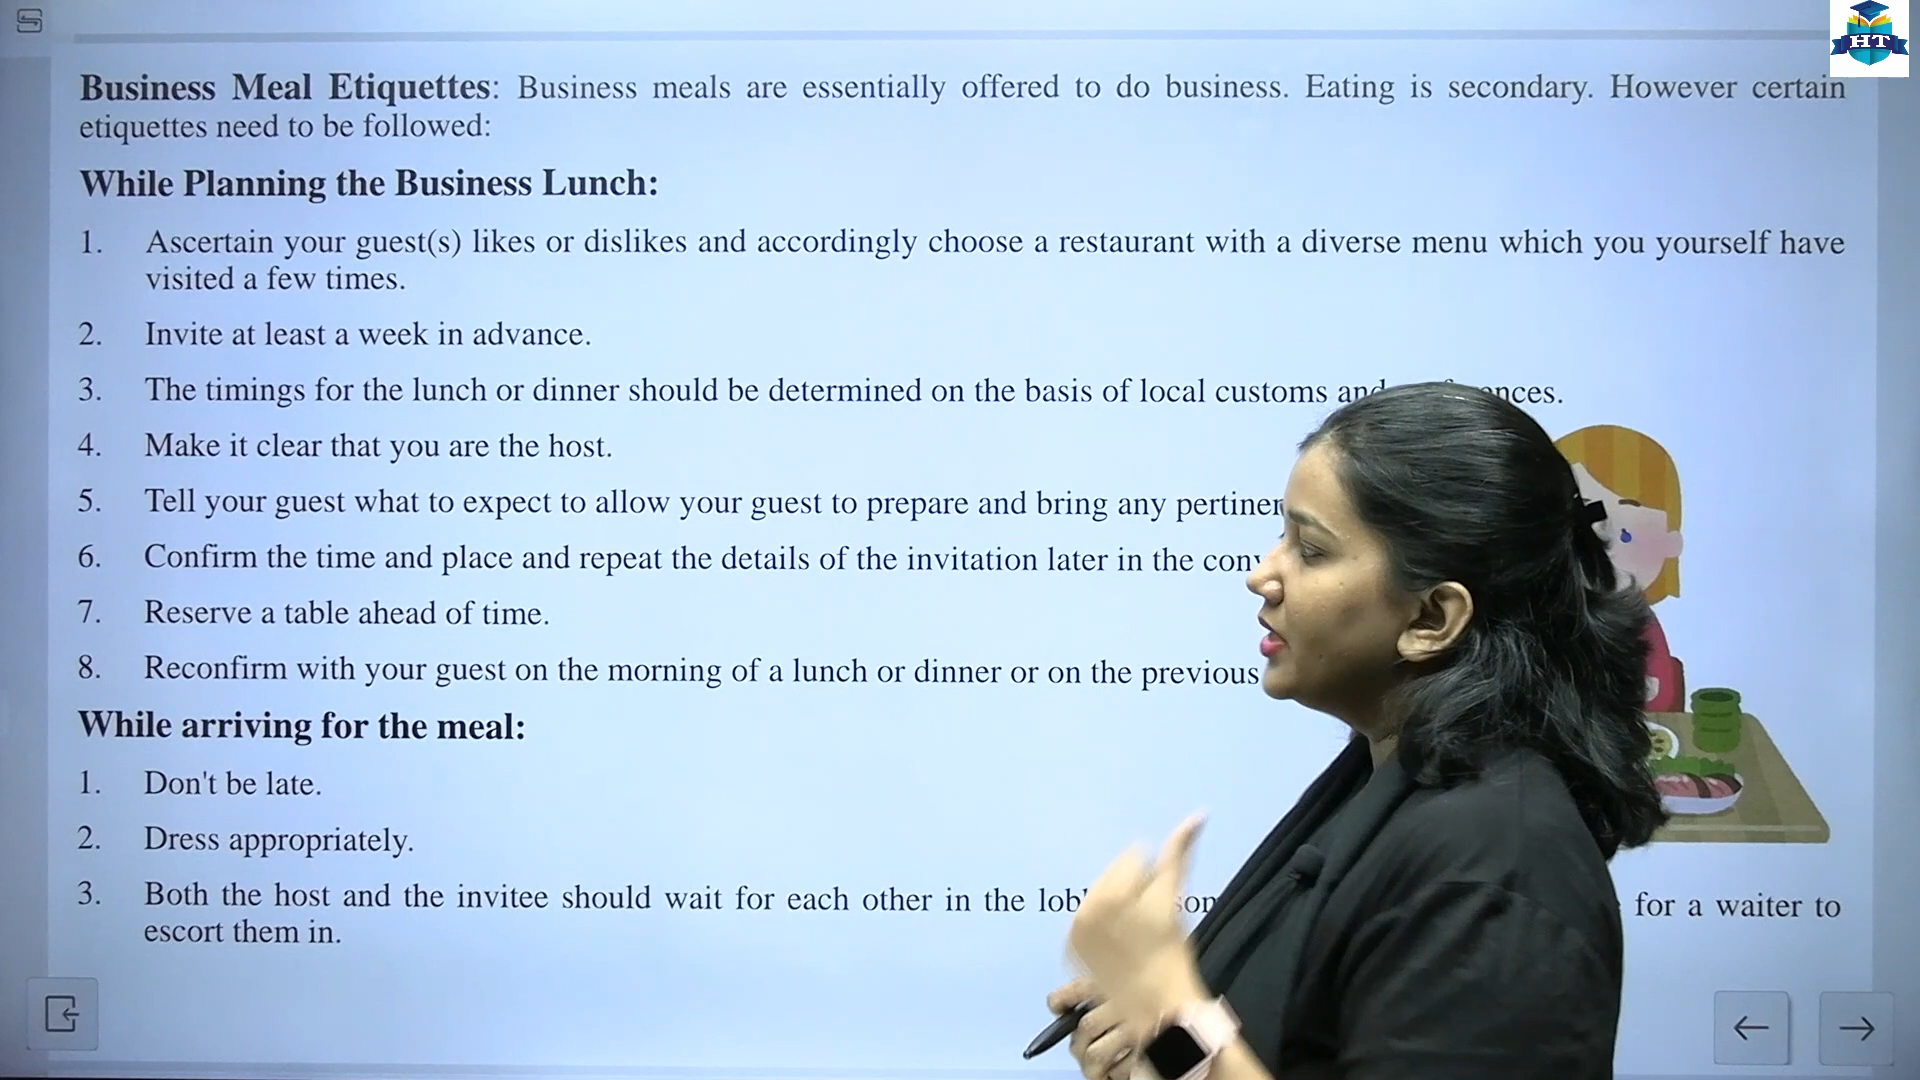 HT
Business Meal Etiquettes: Business meals are essentially offered to do business. Eating is secondary. However certain
etiquettes need to be followed:
While Planning the Business Lunch:
1. Ascertain your guest(s) likes or dislikes and accordingly choose a restaurant with a diverse menu which you yourself have
visited a few times.
2. Invite at least a week in advance.
3. The timings for the lunch or dinner should be determined on the basis of local customs
4. Make it clear that you are the host.
5. Tell your guest what to expect to allow your guest to prepare and bring any
6. Confirm the time and place and repeat the details of the invitation later in the
7. Reserve a table ahead of time.
8. Reconfirm with your guest on the morning of a lunch or dinner or on the previous
While arriving for the meal:
1. Don't be late.
2. Dress appropriately.
3. Both the host and the invitee should wait for each other in the for a waiter to
escort them in.